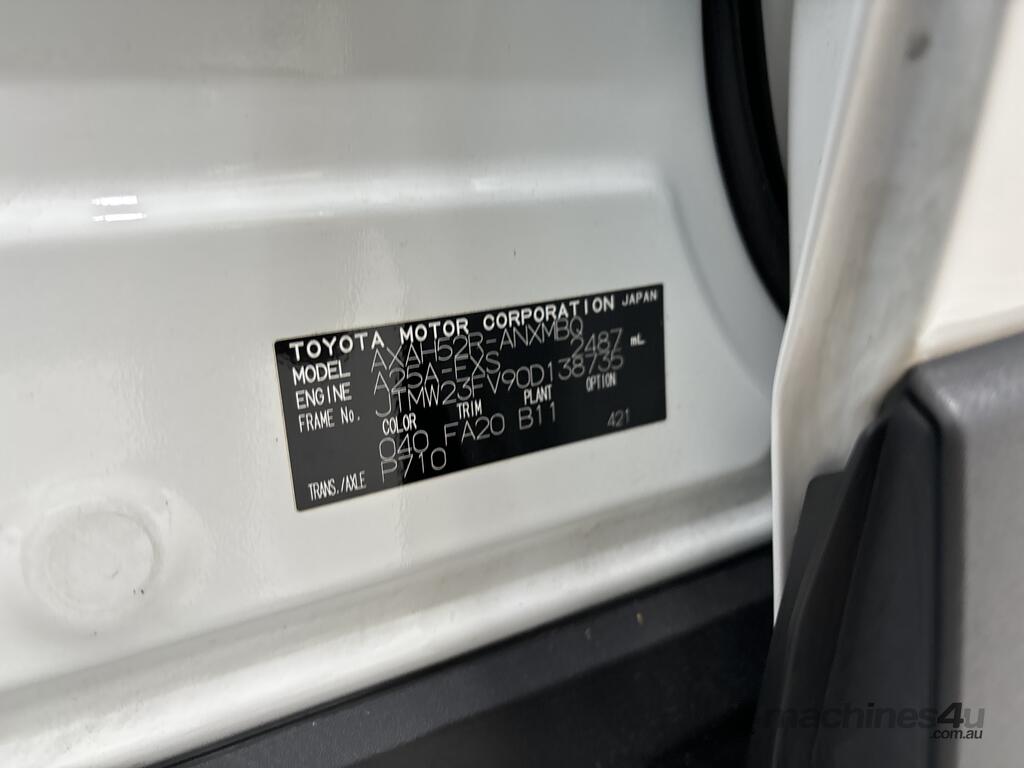 TOYOTA MOTOR CORPORATION JAPAN
MODEL AXAH52R-ANXMBQ
ENGINE A25A-FXS 2487 mL
FRAME No. JTMW23FV90D138735
COLOR TRIM PLANT OPTION
040 FA20 B11 421
TRANS./AXLE P710
machines4u
.com.au